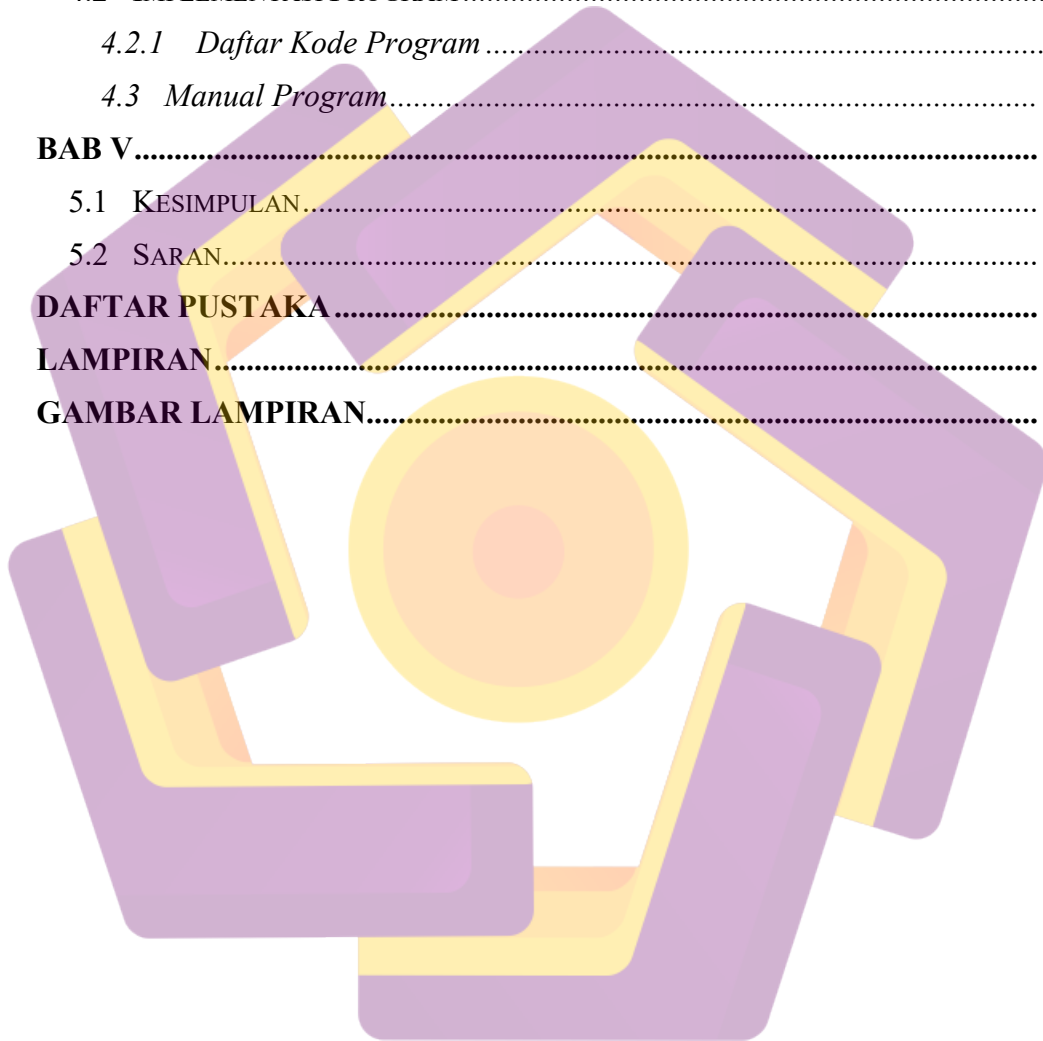 4.2.1 Daftar Kode Program........................................................................
4.3 Manual Program....................................................................................
BAB V................................................................................................................
5.1 KESIMPULAN............................................................................................
5.2 SARAN......................................................................................................
DAFTAR PUSTAKA.......................................................................................
LAMPIRAN......................................................................................................
GAMBAR LAMPIRAN...................................................................................